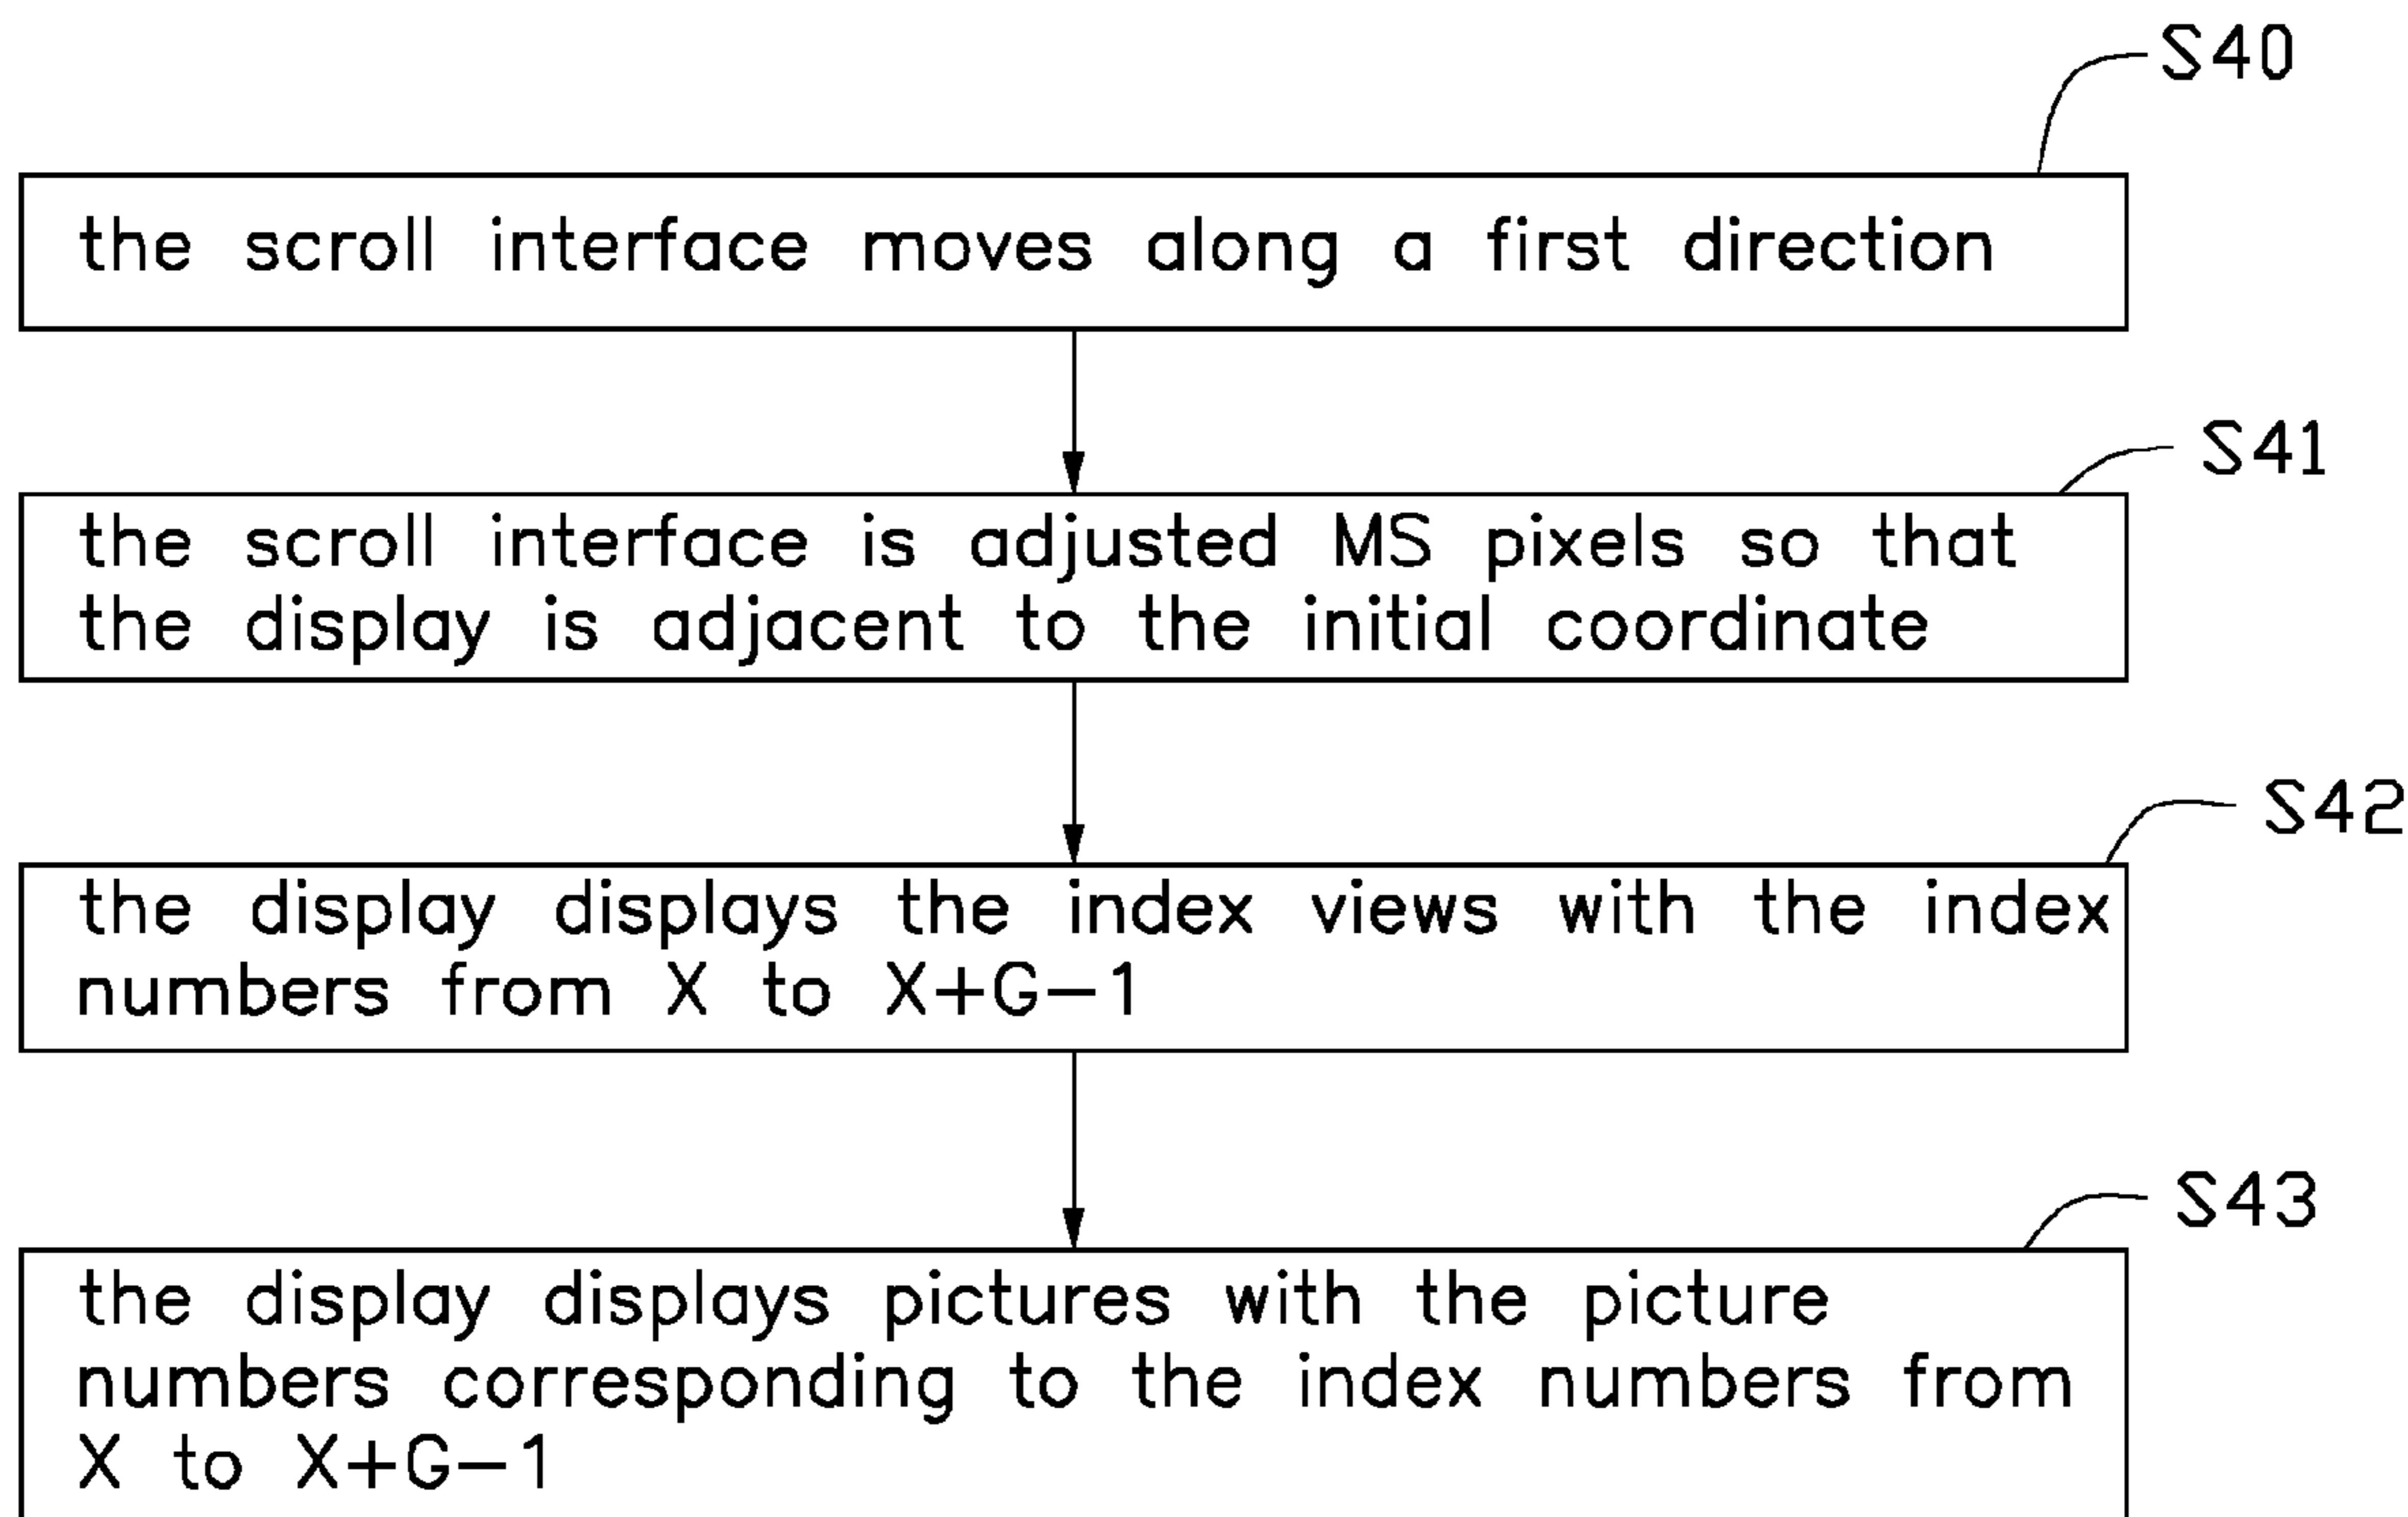 S40
the scroll interface moves along a first direction
S41
the scroll interface is adjusted MS pixels so that
the display is adjacent to the initial coordinate
S42
the display displays the index views with the index
numbers from X to X+G−1
S43
the display displays pictures with the picture
numbers corresponding to the index numbers from
X to X+G−1